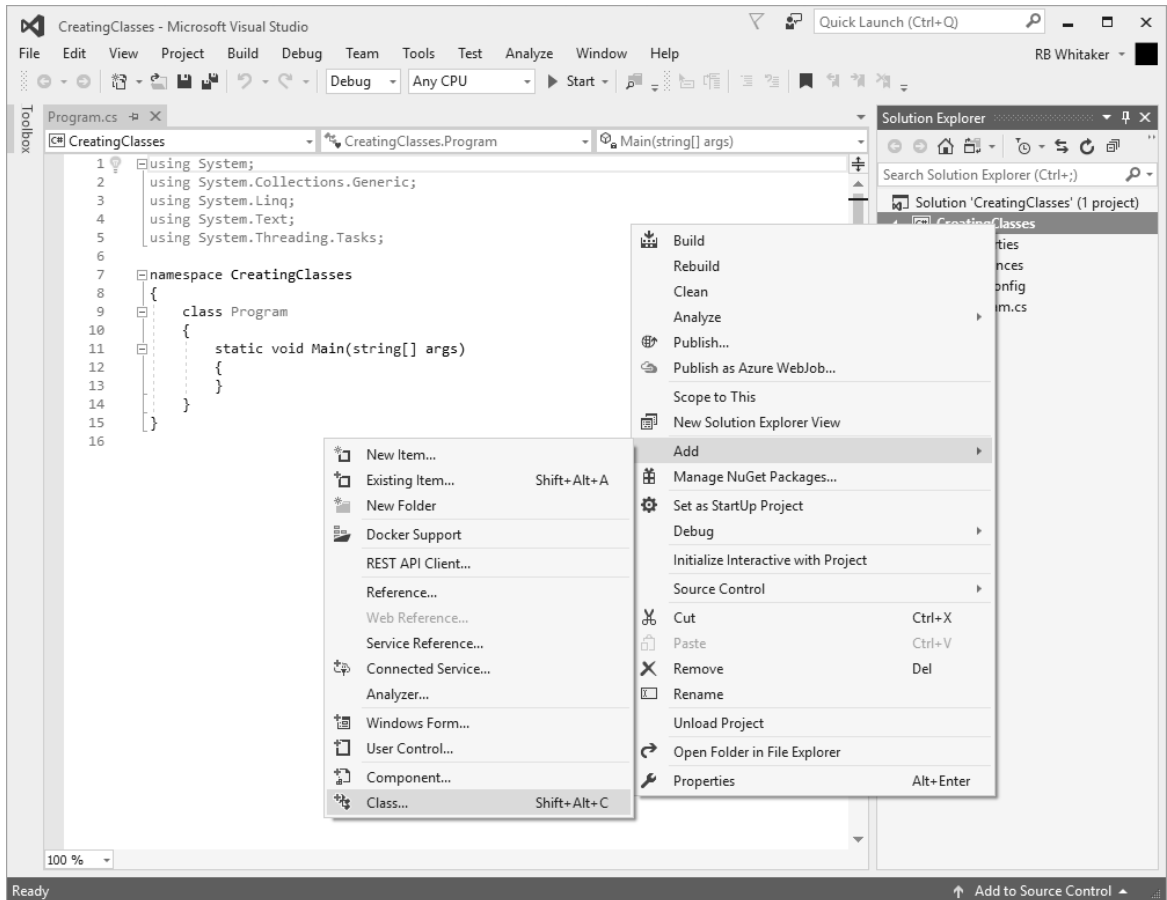 CreatingClasses - Microsoft Visual Studio
Quick Launch (Ctrl+Q)
File Edit View Project Build Debug Team Tools Test Analyze Window Help
RB Whitaker
Debug Any CPU Start
Toolbox
Program.cs
CreatingClasses CreatingClasses.Program Main(string[] args)
1 using System;
2 using System.Collections.Generic;
3 using System.Linq;
4 using System.Text;
5 using System.Threading.Tasks;
6
7 namespace CreatingClasses
8 {
9 class Program
10 {
11 static void Main(string[] args)
12 {
13 }
14 }
15 }
16
Solution Explorer
Search Solution Explorer (Ctrl+;)
Solution 'CreatingClasses' (1 project)
C# CreatingClasses
ties
nces
onfig
m.cs
Build
Rebuild
Clean
Analyze
Publish...
Publish as Azure WebJob...
Scope to This
New Solution Explorer View
Add
Manage NuGet Packages...
Set as StartUp Project
Debug
Initialize Interactive with Project
Source Control
Cut Ctrl+X
Paste Ctrl+V
Remove Del
Rename
Unload Project
Open Folder in File Explorer
Properties Alt+Enter
New Item...
Existing Item... Shift+Alt+A
New Folder
Docker Support
REST API Client...
Reference...
Web Reference...
Service Reference...
Connected Service...
Analyzer...
Windows Form...
User Control...
Component...
Class... Shift+Alt+C
100 %
Ready
Add to Source Control